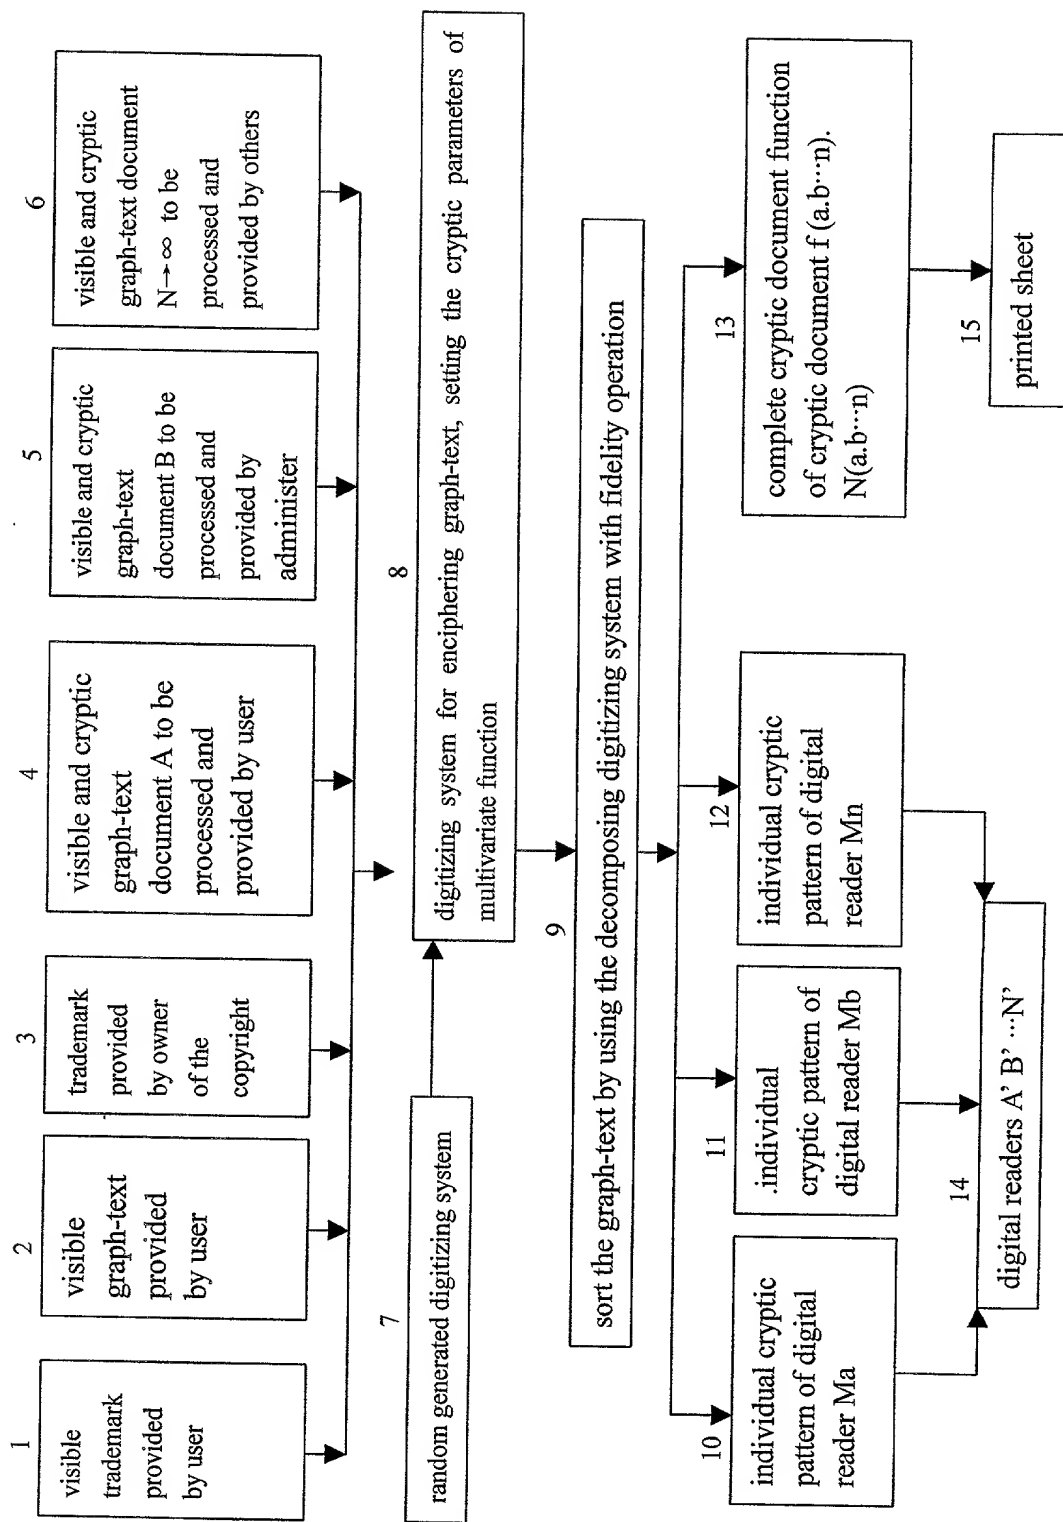 1
visible
trademark
provided
by user
2
visible
graph-text
provided
by user
3
trademark
provided
by owner
of the
copyright
4
visible and cryptic
graph-text
document A to be
processed and
provided by user
5
visible and cryptic
graph-text
document B to be
processed and
provided by
administer
6
visible and cryptic
graph-text document
N→∞ to be
processed and
provided by others
7
random generated digitizing system
8
digitizing system for enciphering graph-text, setting the cryptic parameters of
multivariate function
9
sort the graph-text by using the decomposing digitizing system with fidelity operation
10
individual cryptic
pattern of digital
reader Ma
11
.individual
cryptic pattern of
digital reader Mb
12
individual cryptic
pattern of digital
reader Mn
13
complete cryptic document function
of cryptic document f (a.b···n).
N(a.b···n)
14
digital readers A' B' ···N'
15
printed sheet